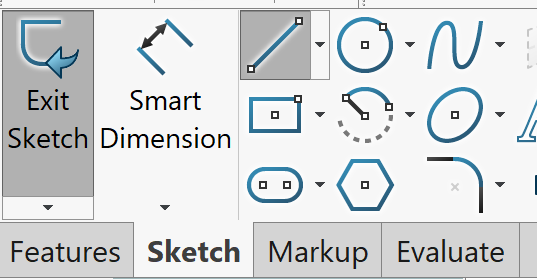 Exit
Sketch
Smart
Dimension
Features
Sketch
Markup
Evaluate